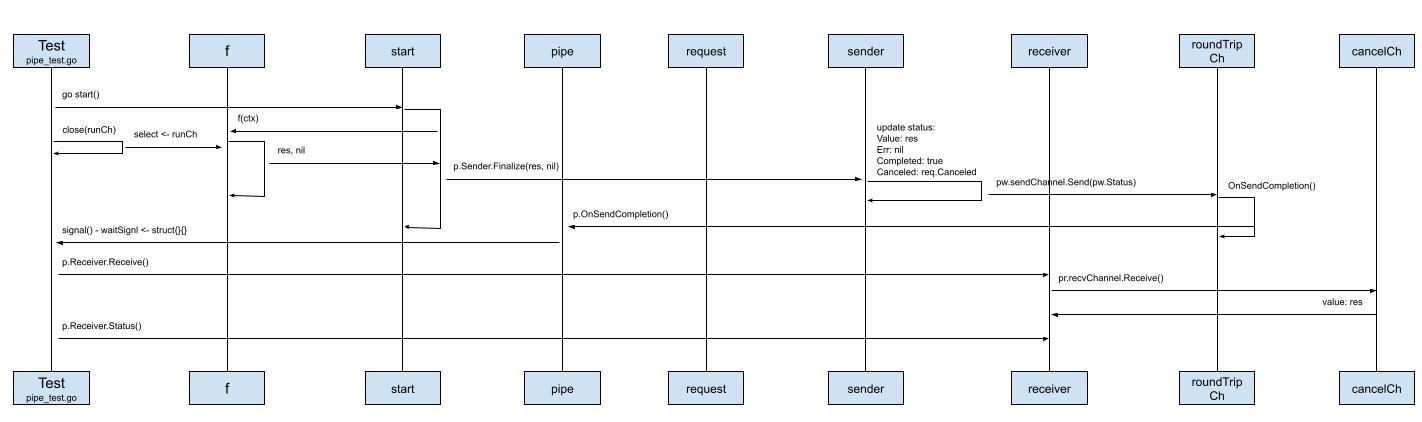 Test
pipe_test.go
f
start
pipe
request
sender
receiver
roundTrip
Ch
cancelCh
go start()
f(ctx)
close(runCh)
select <- runCh
res, nil
p.Sender.Finalize(res, nil)
update status:
Value: res
Err: nil
Completed: true
Canceled: req.Canceled
pw.sendChannel.Send(pw.Status)
OnSendCompletion()
p.OnSendCompletion()
signal() - waitSignl <- struct{}{}
p.Receiver.Receive()
pr.recvChannel.Receive()
value: res
p.Receiver.Status()
Test
pipe_test.go
f
start
pipe
request
sender
receiver
roundTrip
Ch
cancelCh